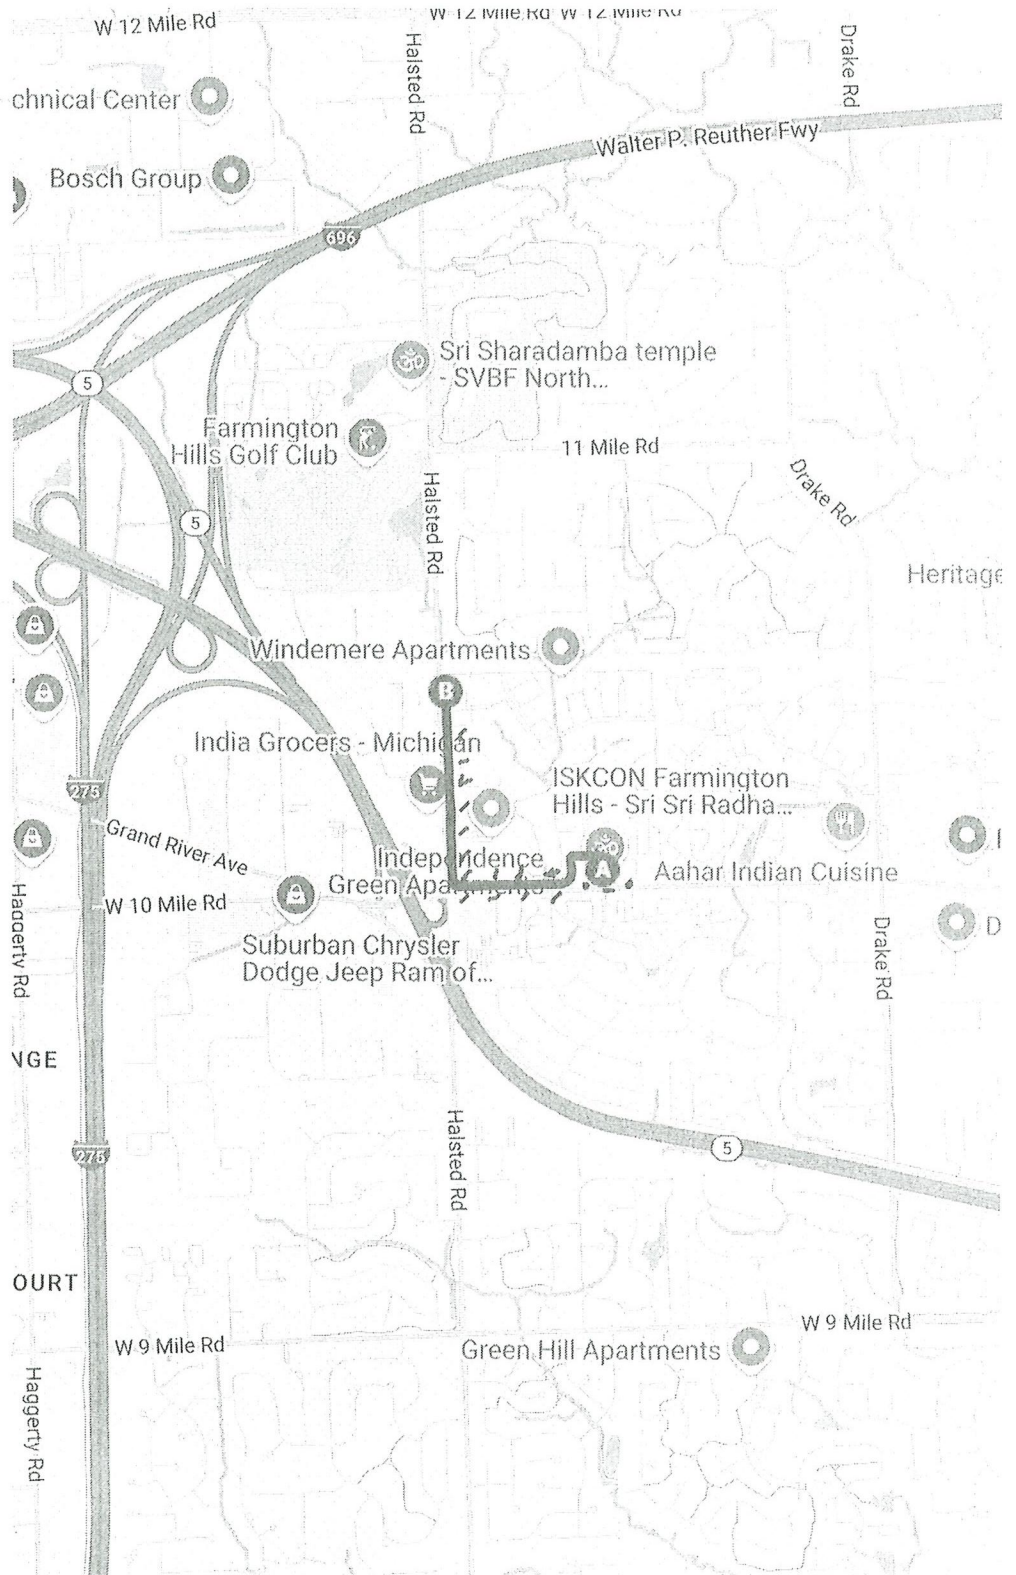 W 12 Mile Rd
W 12 Mile Rd W 12 Mile Rd
Halsted Rd
Drake Rd
chnical Center
Walter P. Reuther Fwy
Bosch Group
696
Sri Sharadamba temple
- SVBF North...
5
Farmington
Hills Golf Club
11 Mile Rd
Drake Rd
Halsted Rd
5
Heritage
Windemere Apartments
B
India Grocers - Michigan
ISKCON Farmington
Hills - Sri Sri Radha...
275
Grand River Ave
Independence
Green Apartments
A
Aahar Indian Cuisine
W 10 Mile Rd
Haggerty Rd
Suburban Chrysler
Dodge Jeep Ram of...
D
Drake Rd
NGE
Halsted Rd
275
5
OURT
W 9 Mile Rd
W 9 Mile Rd
Green Hill Apartments
Haggerty Rd